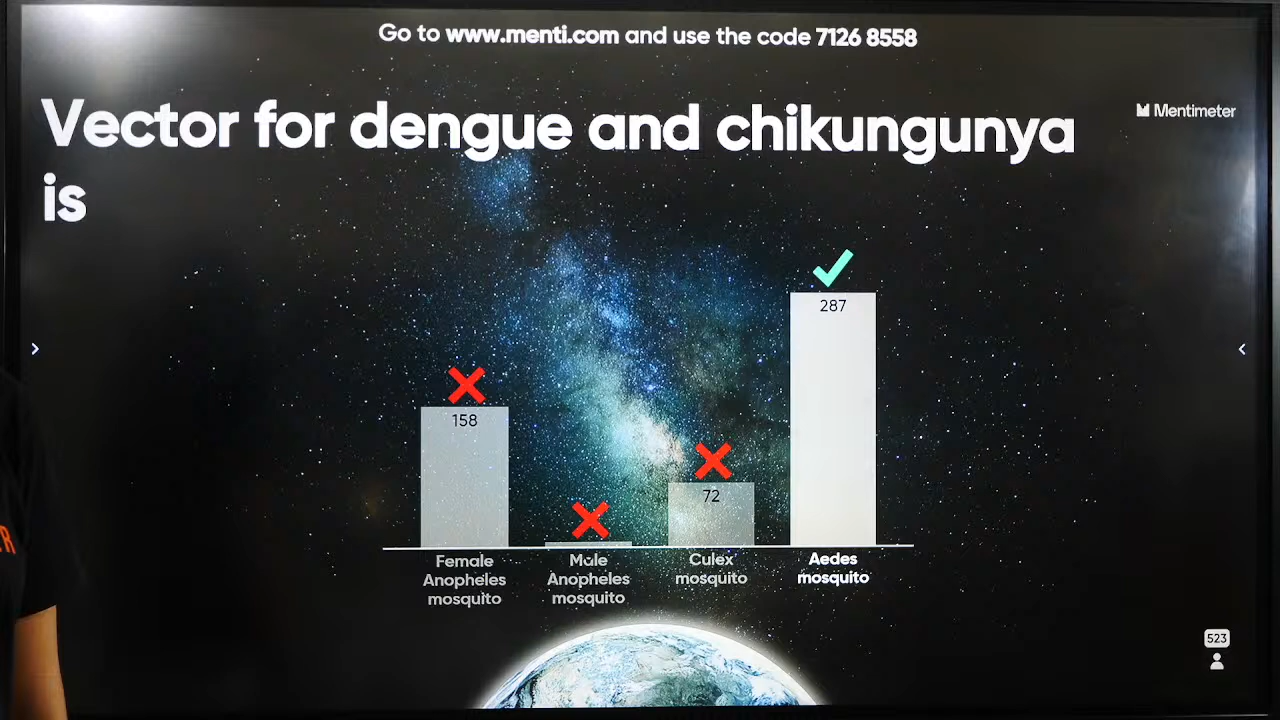 Go to www.menti.com and use the code 7126 8558
Vector for dengue and chikungunya
is
Mentimeter
287
158
72
Female
Anopheles
mosquito
Male
Anopheles
mosquito
Culex
mosquito
Aedes
mosquito
523